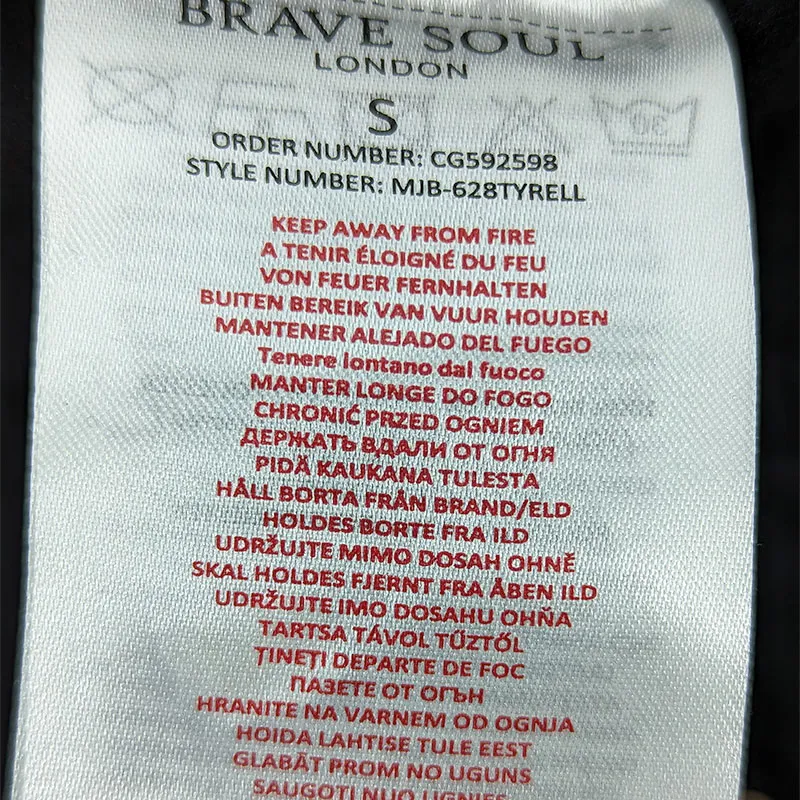 BRAVE SOUL
LONDON
S
ORDER NUMBER: CG592598
STYLE NUMBER: MJB-628TYRELL
KEEP AWAY FROM FIRE
A TENIR ÉLOIGNÉ DU FEU
VON FEUER FERNHALTEN
BUITEN BEREIK VAN VUUR HOUDEN
MANTENER ALEJADO DEL FUEGO
Tenere lontano dal fuoco
MANTER LONGE DO FOGO
CHRONIĆ PRZED OGNIEM
ДЕРЖАТЬ ВДАЛИ ОТ ОГНЯ
PIDÄ KAUKANA TULESTA
HÅLL BORTA FRÅN BRAND/ELD
HOLDES BORTE FRA ILD
UDRŽUJTE MIMO DOSAH OHNĚ
SKAL HOLDES FJERNT FRA ÅBEN ILD
UDRŽUJTE IMO DOSAHU OHŇA
TARTSA TÁVOL TŰZTŐL
ȚINEȚI DEPARTE DE FOC
ПАЗЕТЕ ОТ ОГЪН
HRANITE NA VARNEM OD OGNJA
HOIDA LAHTISE TULE EEST
GLABĀT PROM NO UGUNS
SAUGOTI NUO UGNIES